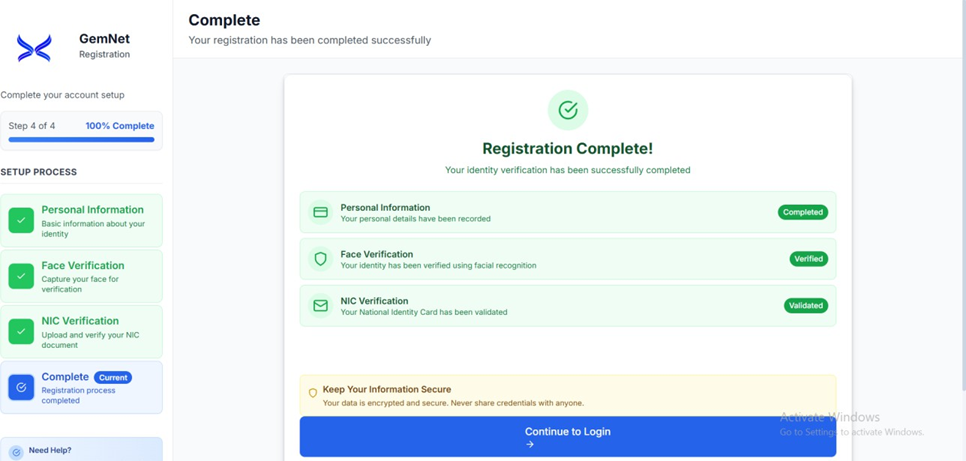 GemNet
Registration
Complete your account setup
Step 4 of 4 100% Complete
SETUP PROCESS
Personal Information
Basic information about your
identity
Face Verification
Capture your face for
verification
NIC Verification
Upload and verify your NIC
document
Complete Current
Registration process
completed
Need Help?
Complete
Your registration has been completed successfully
Registration Complete!
Your identity verification has been successfully completed
Personal Information
Your personal details have been recorded
Completed
Face Verification
Your identity has been verified using facial recognition
Verified
NIC Verification
Your National Identity Card has been validated
Validated
Keep Your Information Secure
Your data is encrypted and secure. Never share credentials with anyone.
Continue to Login
→
Activate Windows
Go to Settings to activate Windows.